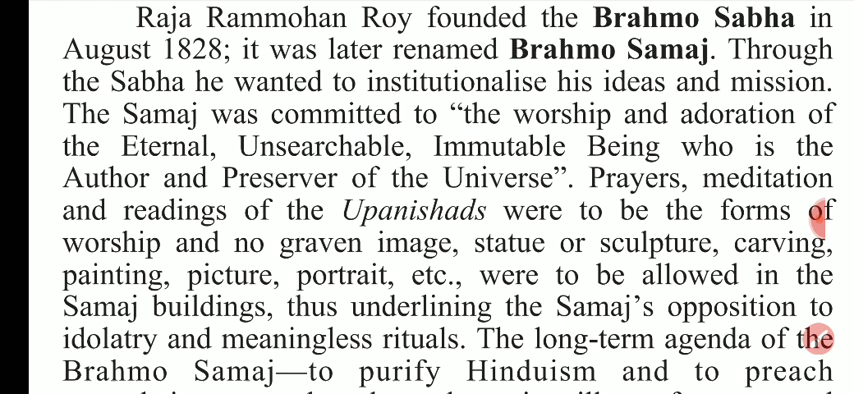 Raja Rammohan Roy founded the Brahmo Sabha in
August 1828; it was later renamed Brahmo Samaj. Through
the Sabha he wanted to institutionalise his ideas and mission.
The Samaj was committed to “the worship and adoration of
the Eternal, Unsearchable, Immutable Being who is the
Author and Preserver of the Universe”. Prayers, meditation
and readings of the Upanishads were to be the forms of
worship and no graven image, statue or sculpture, carving,
painting, picture, portrait, etc., were to be allowed in the
Samaj buildings, thus underlining the Samaj’s opposition to
idolatry and meaningless rituals. The long-term agenda of the
Brahmo Samaj—to purify Hinduism and to preach